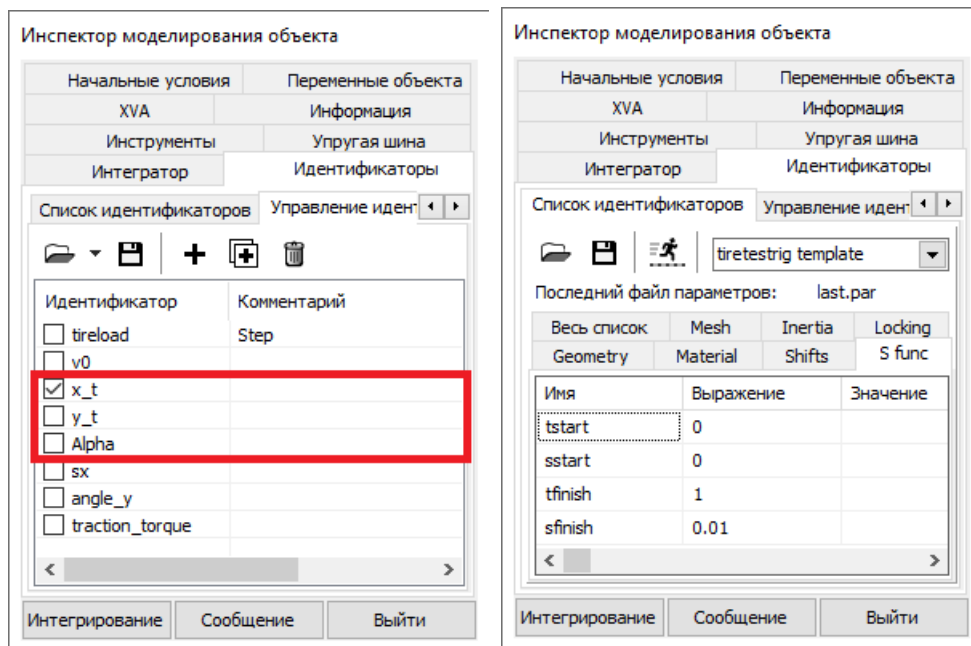 Инспектор моделирования объекта
Начальные условия Переменные объекта
XVA Информация
Инструменты Упругая шина
Интегратор Идентификаторы
Список идентификаторов Управление идент
Идентификатор Комментарий
tireload Step
v0
x_t
y_t
Alpha
sx
angle_y
traction_torque
Интегрирование Сообщение Выйти
Инспектор моделирования объекта
Начальные условия Переменные объекта
XVA Информация
Инструменты Упругая шина
Интегратор Идентификаторы
Список идентификаторов Управление идент
tiretestrig template
Последний файл параметров: last.par
Весь список Mesh Inertia Locking
Geometry Material Shifts S func
Имя Выражение Значение
tstart 0
sstart 0
tfinish 1
sfinish 0.01
Интегрирование Сообщение Выйти